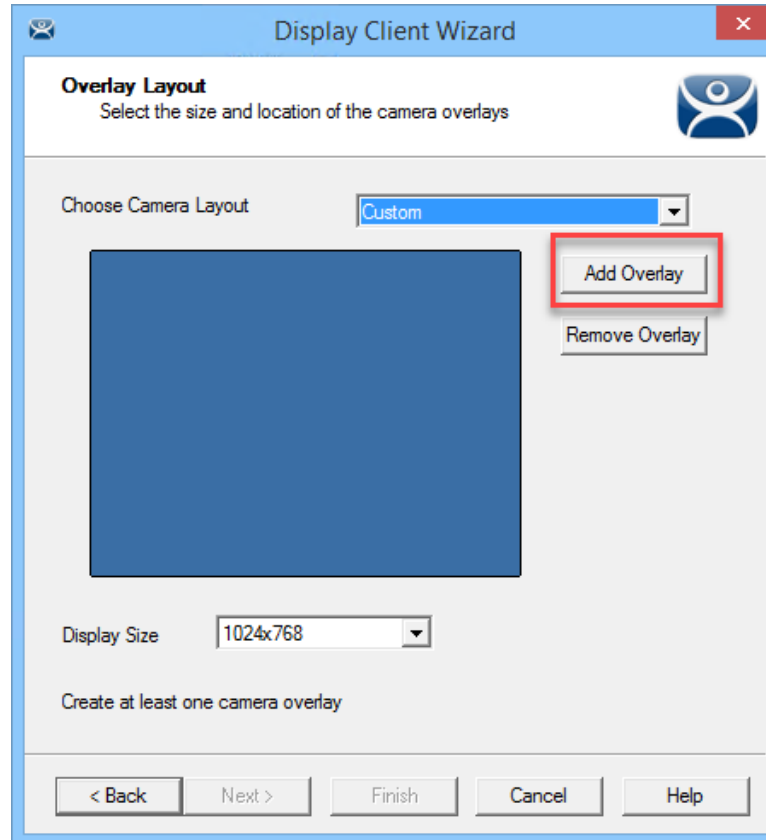 Display Client Wizard
Overlay Layout
Select the size and location of the camera overlays
Choose Camera Layout
Custom
Add Overlay
Remove Overlay
Display Size
1024x768
Create at least one camera overlay
< Back
Next >
Finish
Cancel
Help